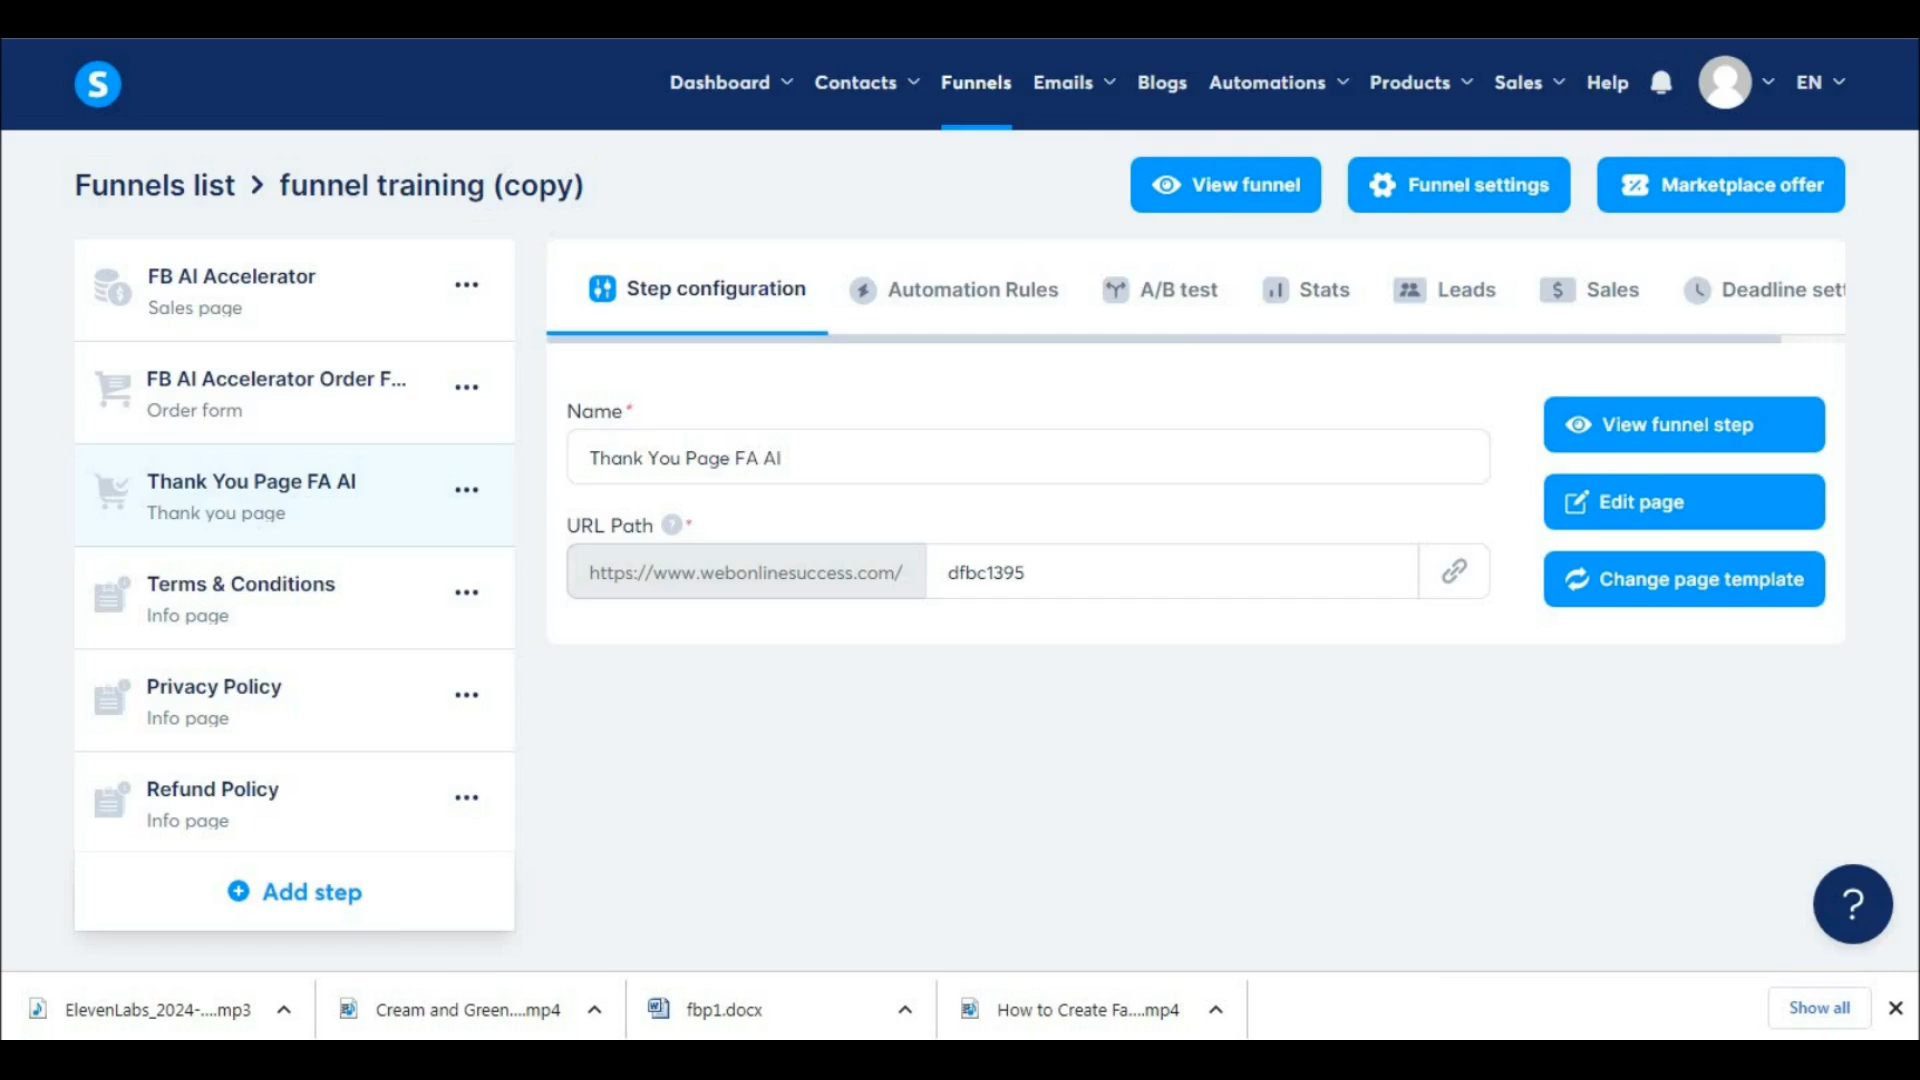 S
Dashboard Contacts Funnels Emails Blogs Automations Products Sales Help EN
Funnels list > funnel training (copy)
View funnel
Funnel settings
Marketplace offer
FB AI Accelerator
Sales page
FB AI Accelerator Order F...
Order form
Thank You Page FA AI
Thank you page
Terms & Conditions
Info page
Privacy Policy
Info page
Refund Policy
Info page
Add step
Step configuration
Automation Rules
A/B test
Stats
Leads
$ Sales
Deadline sett
Name*
Thank You Page FA AI
URL Path ? *
https://www.webonlinesuccess.com/ dfbc1395
View funnel step
Edit page
Change page template
?
ElevenLabs_2024-....mp3
Cream and Green....mp4
fbp1.docx
How to Create Fa....mp4
Show all